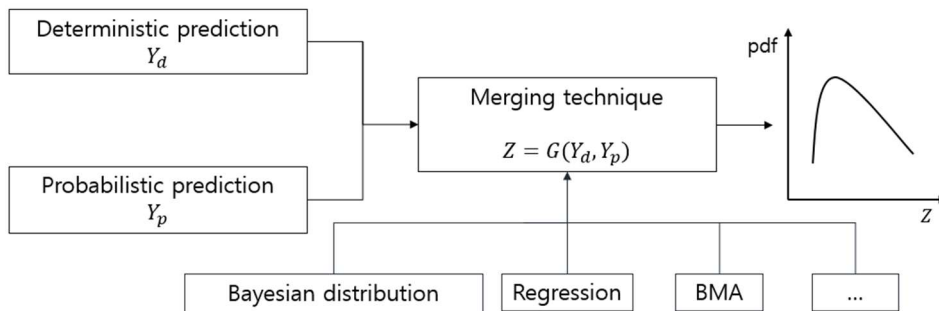 Deterministic prediction
Y_d
Probabilistic prediction
Y_p
Merging technique
Z = G(Y_d, Y_p)
pdf
Z
Bayesian distribution
Regression
BMA
...